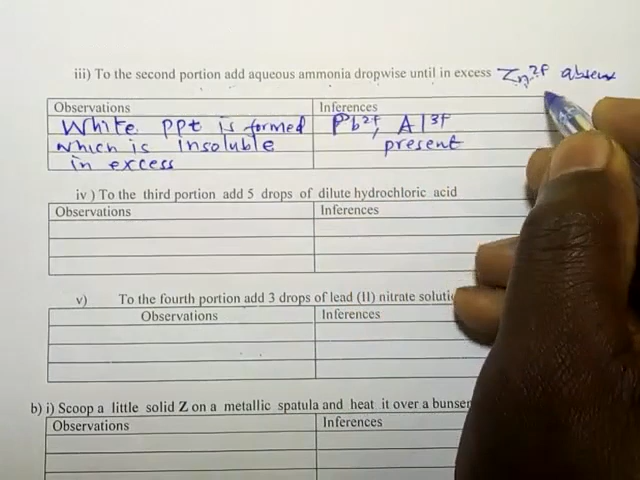 iii) To the second portion add aqueous ammonia dropwise until in excess Zn2+ absent
Observations Inferences
White ppt is formed Pb2+, Al3+
which is insoluble present
in excess
iv ) To the third portion add 5 drops of dilute hydrochloric acid
Observations Inferences
v) To the fourth portion add 3 drops of lead (II) nitrate
Observations Inferences
b) i) Scoop a little solid Z on a metallic spatula and heat it over a
Observations Inferences